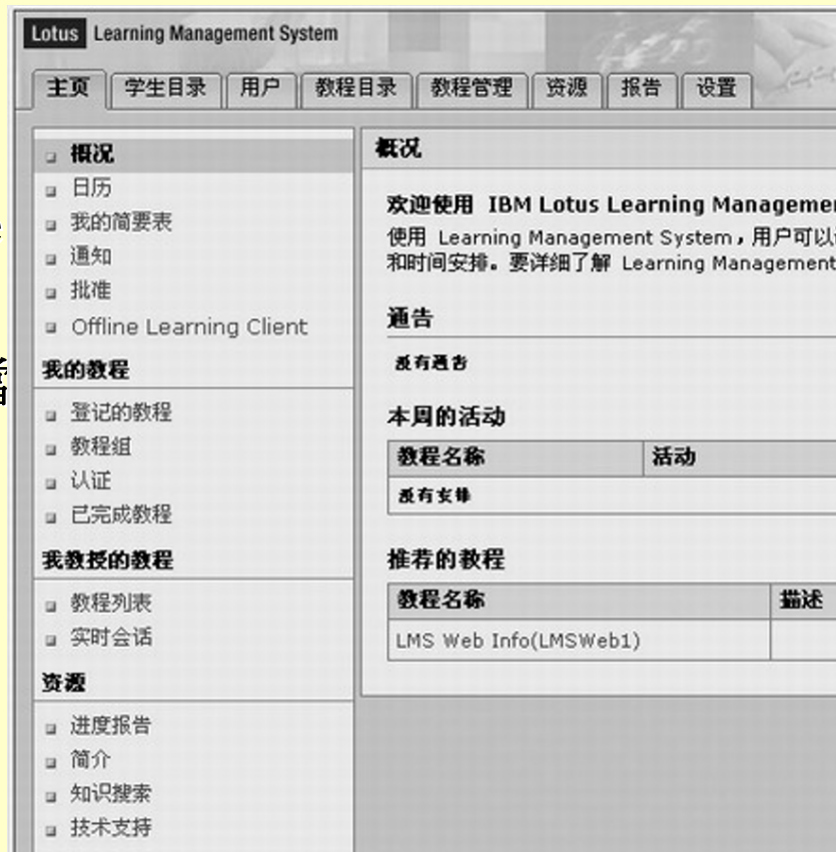 Lotus Learning Management System
主页 学生目录 用户 教程目录 教程管理 资源 报告 设置
概况
日历
我的简要表
通知
批准
Offline Learning Client
我的教程
登记的教程
教程组
认证
已完成教程
我教授的教程
教程列表
实时会话
资源
进度报告
简介
知识搜索
技术支持
概况
欢迎使用 IBM Lotus Learning
使用 Learning Management System，用户可以
和时间安排。要详细了解 Learning Management
通告
没有通告
本周的活动
教程名称 活动
没有安排
推荐的教程
教程名称 描述
LMS Web Info(LMSWeb1)